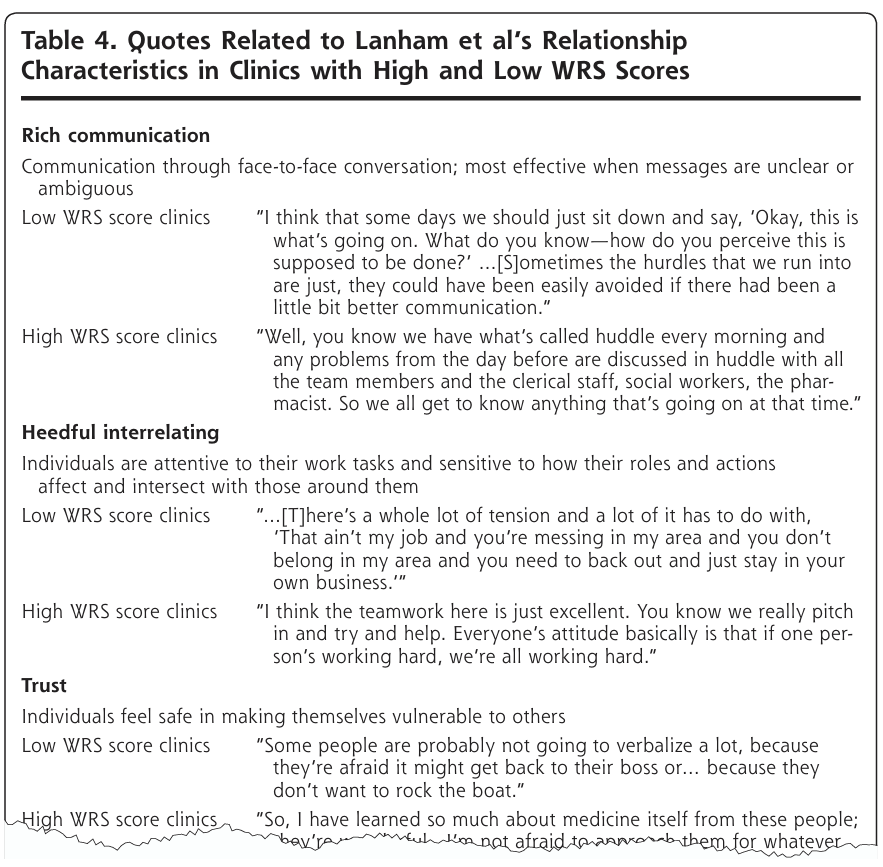 Table 4. Quotes Related to Lanham et al's Relationship
Characteristics in Clinics with High and Low WRS Scores
Rich communication
Communication through face-to-face conversation; most effective when messages are unclear or
ambiguous
Low WRS score clinics "I think that some days we should just sit down and say, 'Okay, this is
what's going on. What do you know—how do you perceive this is
supposed to be done?' …[S]ometimes the hurdles that we run into
are just, they could have been easily avoided if there had been a
little bit better communication."
High WRS score clinics "Well, you know we have what's called huddle every morning and
any problems from the day before are discussed in huddle with all
the team members and the clerical staff, social workers, the phar-
macist. So we all get to know anything that's going on at that time."
Heedful interrelating
Individuals are attentive to their work tasks and sensitive to how their roles and actions
affect and intersect with those around them
Low WRS score clinics "…[T]here's a whole lot of tension and a lot of it has to do with,
'That ain't my job and you're messing in my area and you don't
belong in my area and you need to back out and just stay in your
own business.'"
High WRS score clinics "I think the teamwork here is just excellent. You know we really pitch
in and try and help. Everyone's attitude basically is that if one per-
son's working hard, we're all working hard."
Trust
Individuals feel safe in making themselves vulnerable to others
Low WRS score clinics "Some people are probably not going to verbalize a lot, because
they're afraid it might get back to their boss or… because they
don't want to rock the boat."
High WRS score clinics "So, I have learned so much about medicine itself from these people;
I'm not afraid to approach them for whatever